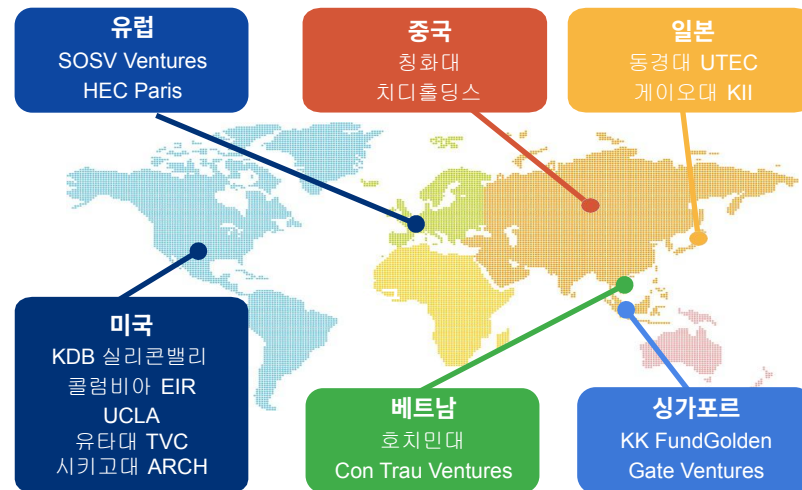 유럽
SOSV Ventures
HEC Paris
중국
칭화대
치디홀딩스
일본
동경대 UTEC
게이오대 KII
미국
KDB 실리콘밸리
콜럼비아 EIR
UCLA
유타대 TVC
시키고대 ARCH
베트남
호치민대
Con Trau Ventures
싱가포르
KK FundGolden
Gate Ventures